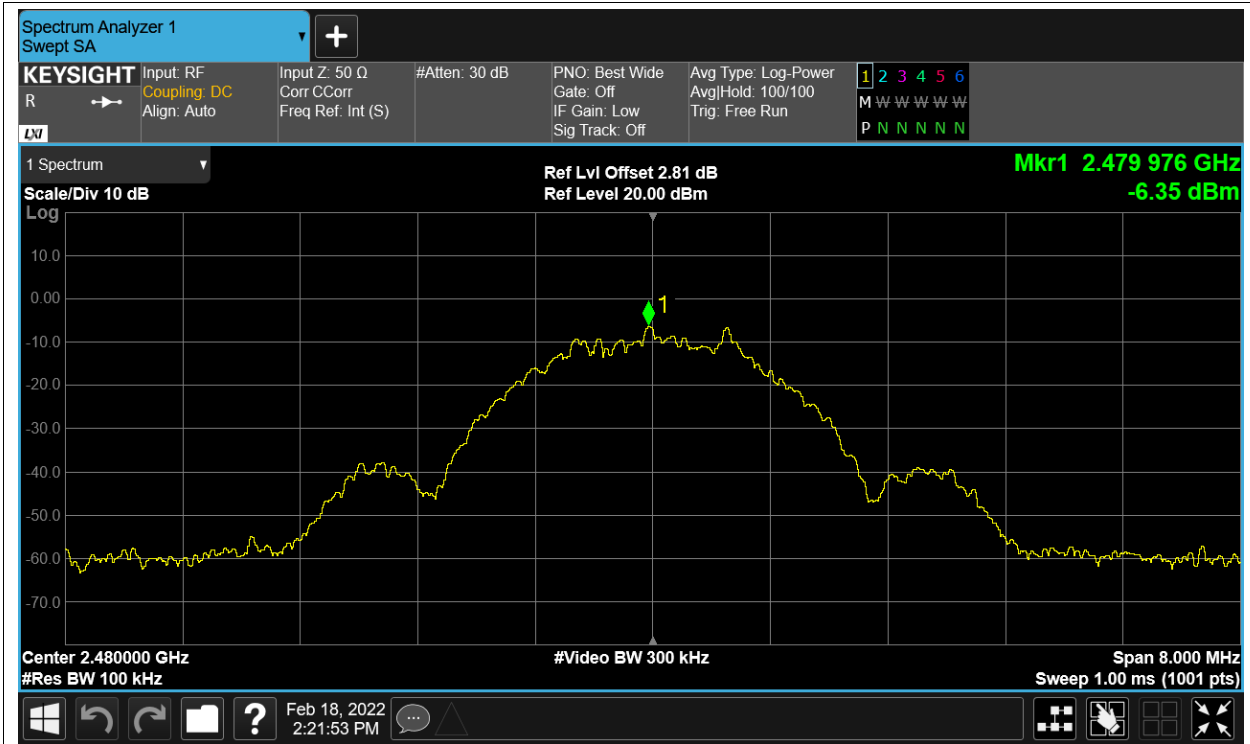 Spectrum Analyzer 1
Swept SA
KEYSIGHT
R
LXI
Input: RF
Coupling: DC
Align: Auto
Input Z: 50 Ω
Corr CCorr
Freq Ref: Int (S)
#Atten: 30 dB
PNO: Best Wide
Gate: Off
IF Gain: Low
Sig Track: Off
Avg Type: Log-Power
Avg|Hold: 100/100
Trig: Free Run
1 2 3 4 5 6
M W W W W W
P N N N N N
1 Spectrum
Scale/Div 10 dB
Ref Lvl Offset 2.81 dB
Ref Level 20.00 dBm
Mkr1 2.479 976 GHz
-6.35 dBm
Log
10.0
0.00
-10.0
-20.0
-30.0
-40.0
-50.0
-60.0
-70.0
1
Center 2.480000 GHz
#Res BW 100 kHz
#Video BW 300 kHz
Span 8.000 MHz
Sweep 1.00 ms (1001 pts)
?
Feb 18, 2022
2:21:53 PM